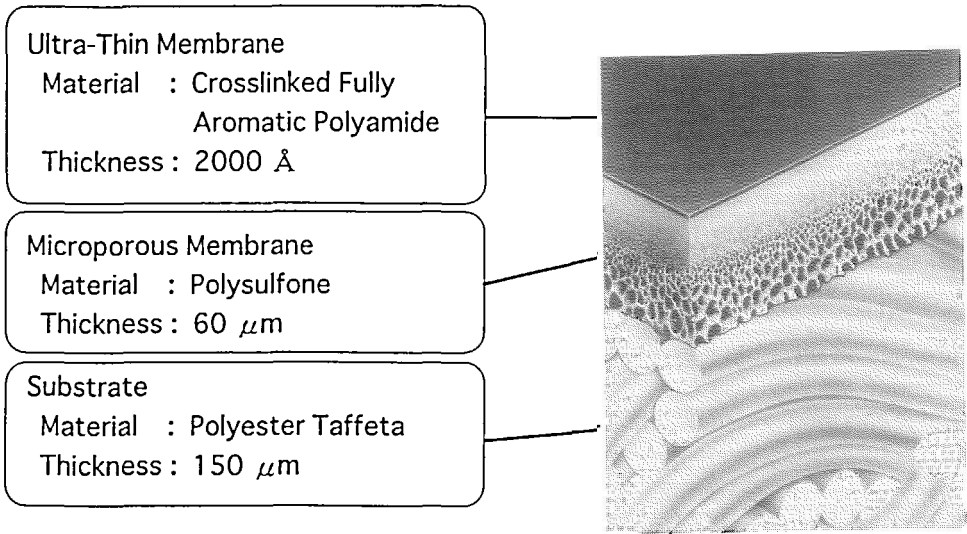 Ultra-Thin Membrane
Material : Crosslinked Fully
Aromatic Polyamide
Thickness : 2000 Å
Microporous Membrane
Material : Polysulfone
Thickness : 60 μm
Substrate
Material : Polyester Taffeta
Thickness : 150 μm